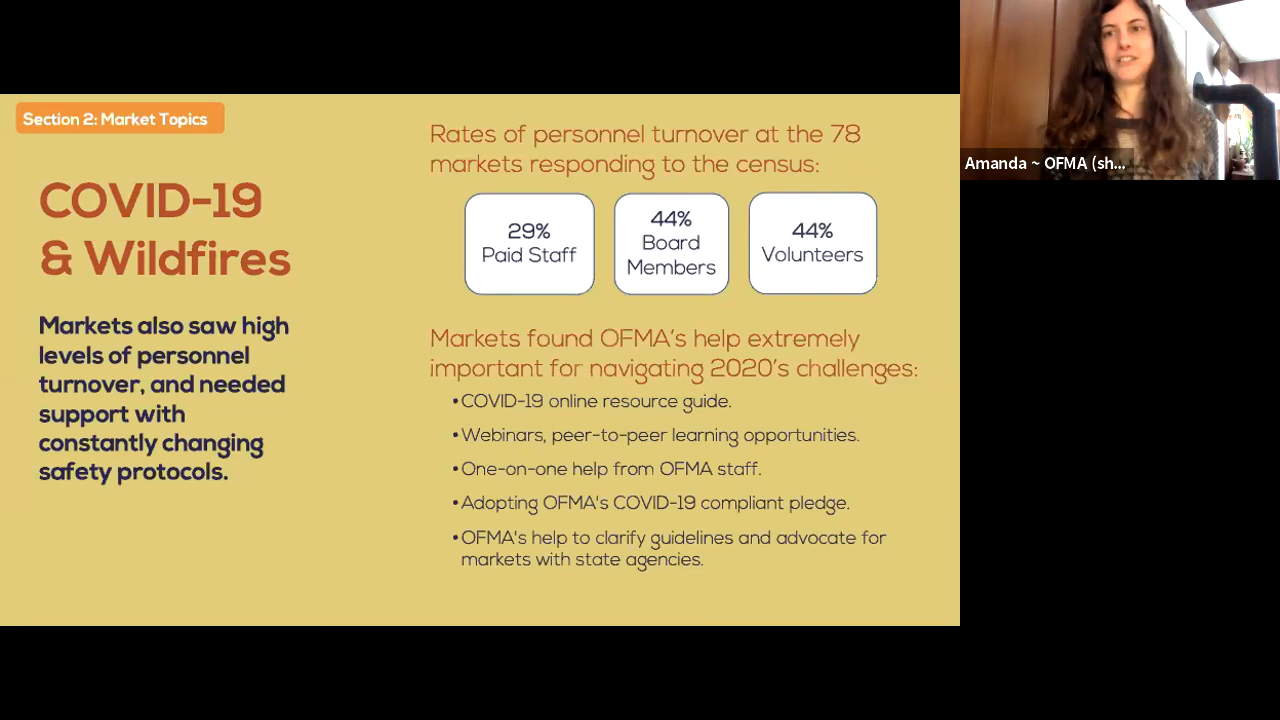 Section 2: Market Topics
COVID-19
& Wildfires
Markets also saw high
levels of personnel
turnover, and needed
support with
constantly changing
safety protocols.
Rates of personnel turnover at the 78
markets responding to the census:
29%
Paid Staff
44%
Board
Members
44%
Volunteers
Markets found OFMA's help extremely
important for navigating 2020's challenges:
•COVID-19 online resource guide.
•Webinars, peer-to-peer learning opportunities.
•One-on-one help from OFMA staff.
•Adopting OFMA's COVID-19 compliant pledge.
•OFMA's help to clarify guidelines and advocate for
markets with state agencies.
Amanda ~ OFMA (sh...